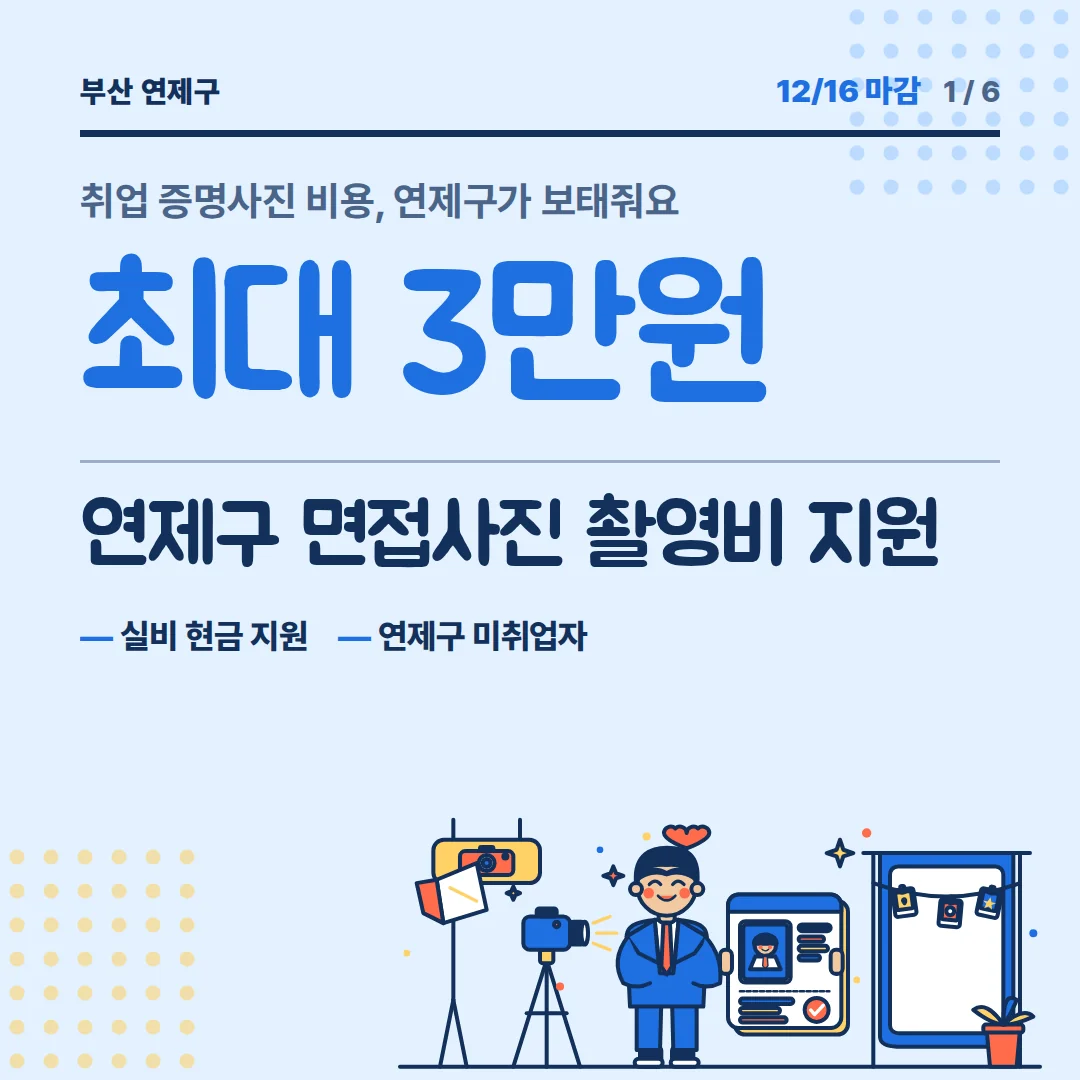 부산 연제구
12/16 마감 1 / 6
취업 증명사진 비용, 연제구가 보태줘요
최대 3만원
연제구 면접사진 촬영비 지원
— 실비 현금 지원 — 연제구 미취업자